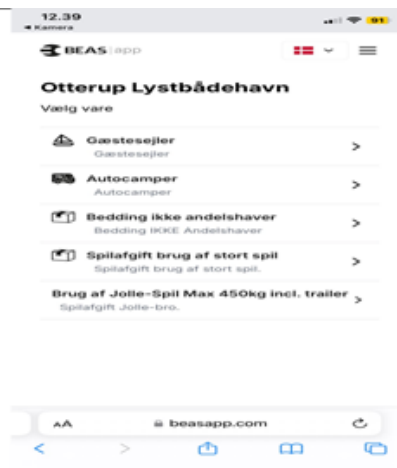 12.39
91
◀ Kamera
BEAS app
Otterup Lystbådehavn
Vælg vare
Gæstesejler
Gæstesejler
Autocamper
Autocamper
Bedding ikke andelshaver
Bedding IKKE Andelshaver
Spilafgift brug af stort spil
Spilafgift brug af stort spil.
Brug af Jolle-Spil Max 450kg incl. trailer
Spilafgift Jolle-bro.
AA beasapp.com